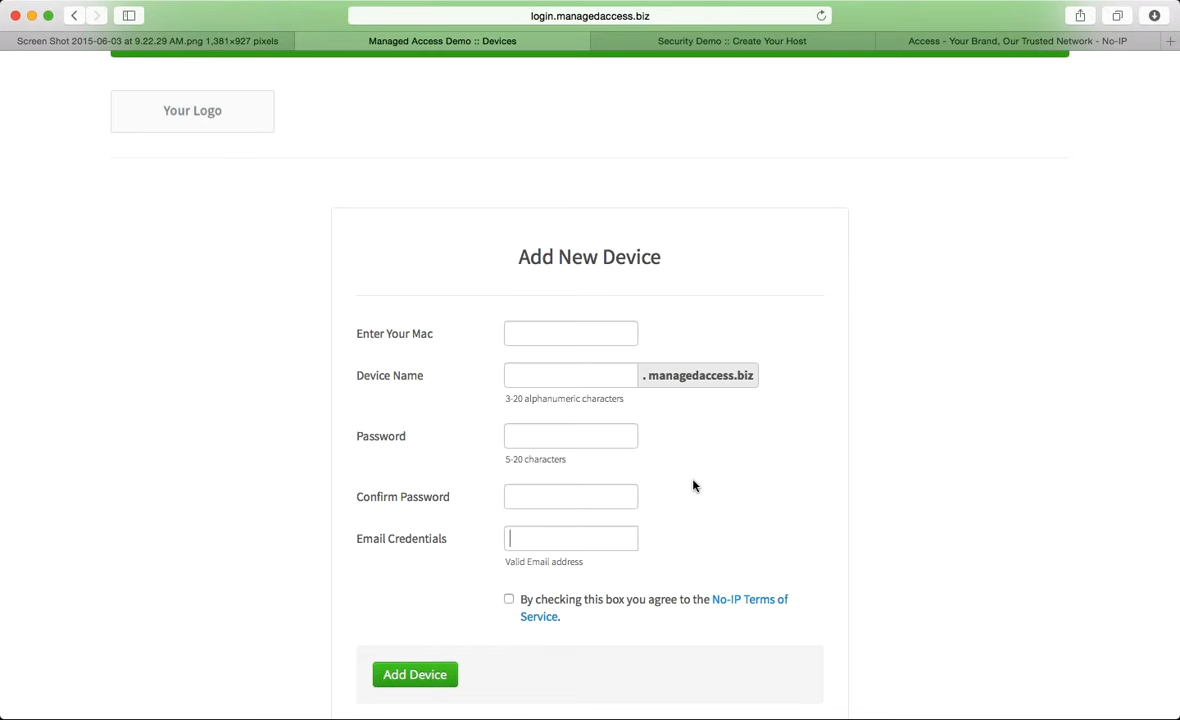 login.managedaccess.biz
Screen Shot 2015-06-03 at 9.22.29 AM.png 1,381×927 pixels
Managed Access Demo :: Devices
Security Demo :: Create Your Host
Access - Your Brand, Our Trusted Network - No-IP
Your Logo
Add New Device
Enter Your Mac
Device Name
. managedaccess.biz
3-20 alphanumeric characters
Password
5-20 characters
Confirm Password
Email Credentials
Valid Email address
By checking this box you agree to the No-IP Terms of
Service.
Add Device